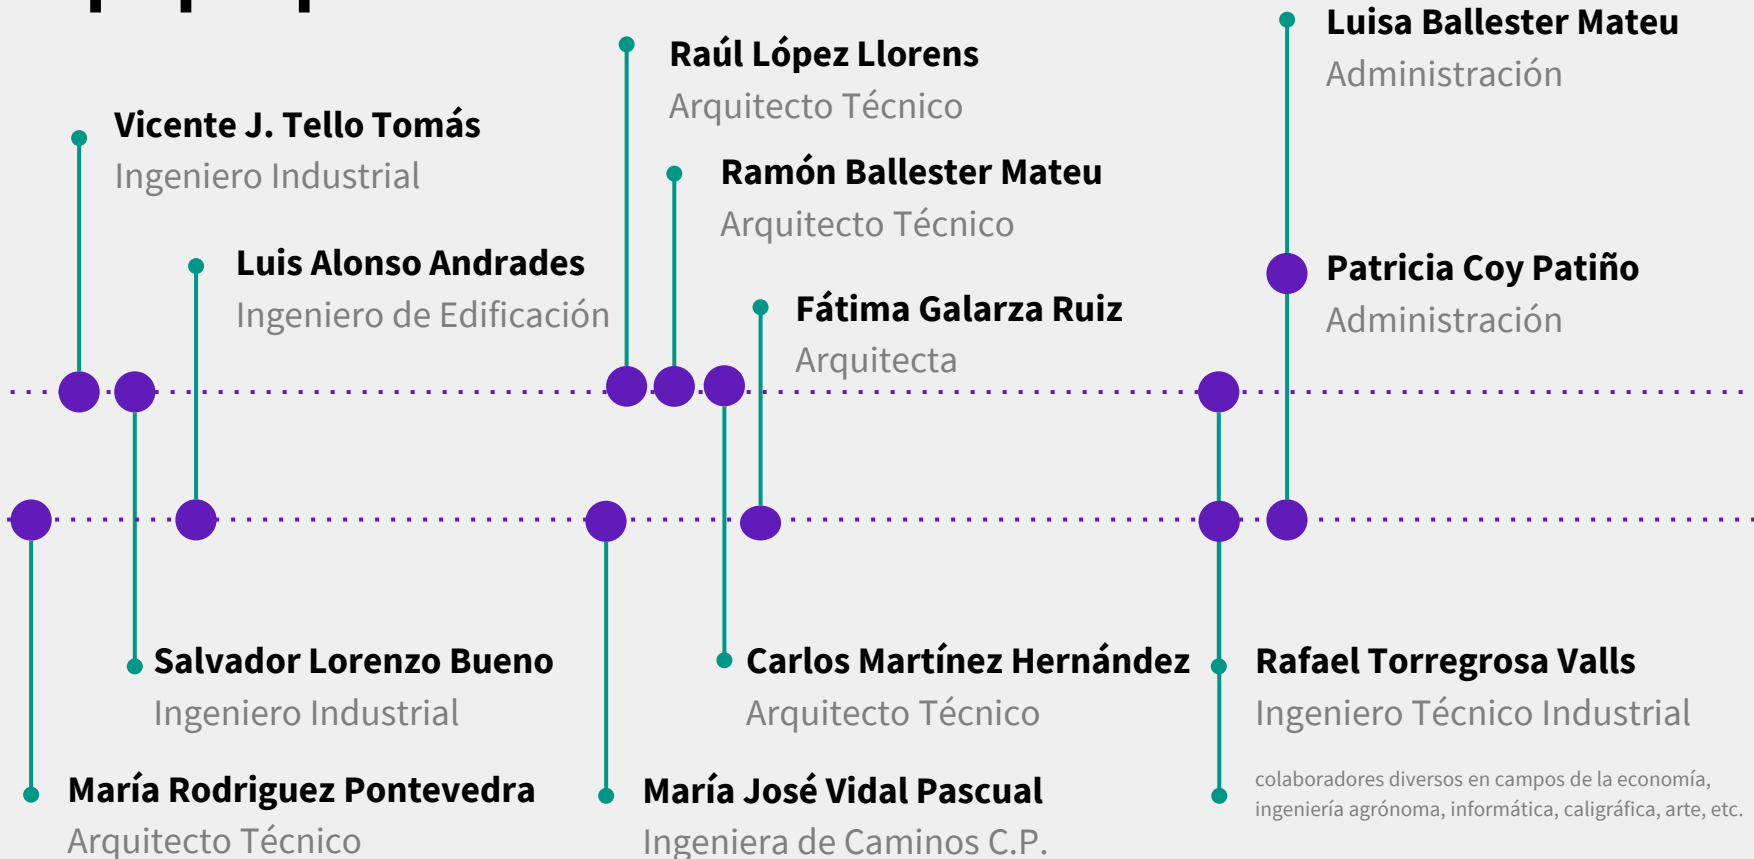 Luisa Ballester Mateu
Administración
Raúl López Llorens
Arquitecto Técnico
Vicente J. Tello Tomás
Ingeniero Industrial
Ramón Ballester Mateu
Arquitecto Técnico
Luis Alonso Andrades
Ingeniero de Edificación
Patricia Coy Patiño
Administración
Fátima Galarza Ruiz
Arquitecta
Salvador Lorenzo Bueno
Ingeniero Industrial
Carlos Martínez Hernández
Arquitecto Técnico
Rafael Torregrosa Valls
Ingeniero Técnico Industrial
María Rodriguez Pontevedra
Arquitecto Técnico
María José Vidal Pascual
Ingeniera de Caminos C.P.
colaboradores diversos en campos de la economía,
ingeniería agrónoma, informática, caligráfica, arte, etc.